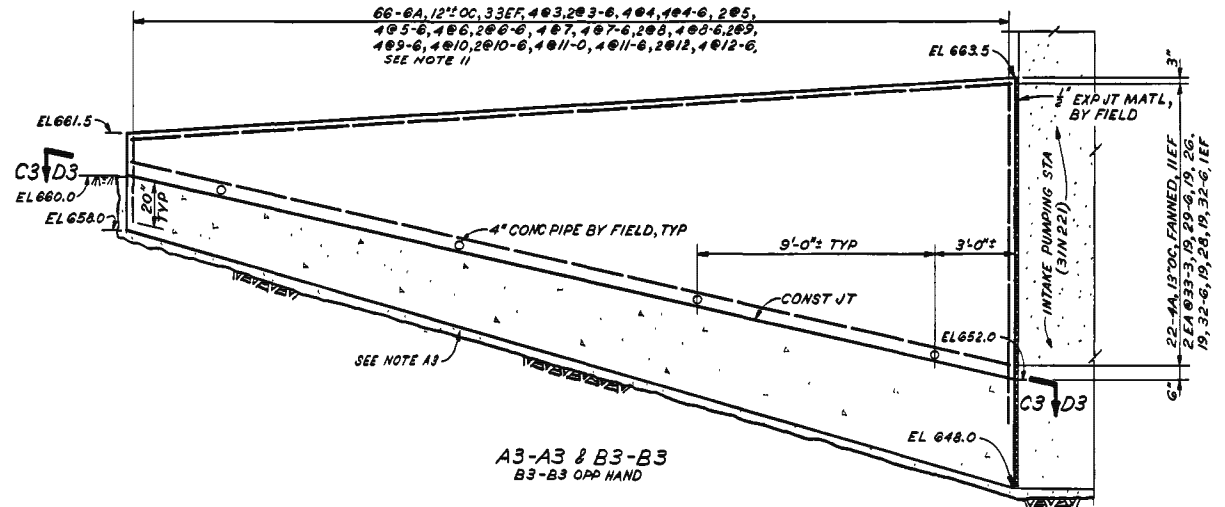 66-6A, 12"± OC, 33EF, 4@3, 2@3-6, 4@4, 4@4-6, 2@5,
4@5-6, 4@6, 2@6-6, 4@7, 4@7-6, 2@8, 4@8-6, 2@9,
4@9-6, 4@10, 2@10-6, 4@11-0, 4@11-6, 2@12, 4@12-6,
SEE NOTE 11
EL 663.5
3"
1/2" EXP JT MATL,
BY FIELD
EL 661.5
C3 D3
EL 660.0
20"
TYP
EL 658.0
4" CONC PIPE BY FIELD, TYP
9'-0"± TYP
3'-0"±
INTAKE PUMPING STA
(31N221)
22-4A, 13"OC, FANNED, 11EF
2 EA @33-3, 19, 29-6, 19, 26,
19, 32-6, 19, 28, 19, 32-6, 1EF
CONST JT
EL 652.0
SEE NOTE A3
6"
C3 D3
EL 648.0
A3-A3 & B3-B3
B3-B3 OPP HAND